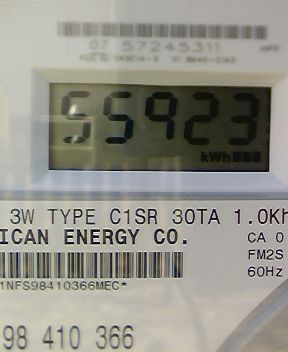 07 57245311
55923
kWh
3W TYPE C1SR 30TA 1.0Kh
ICAN ENERGY CO.
CA 0
FM2S
60Hz
1NFS98410366MEC*
98 410 366